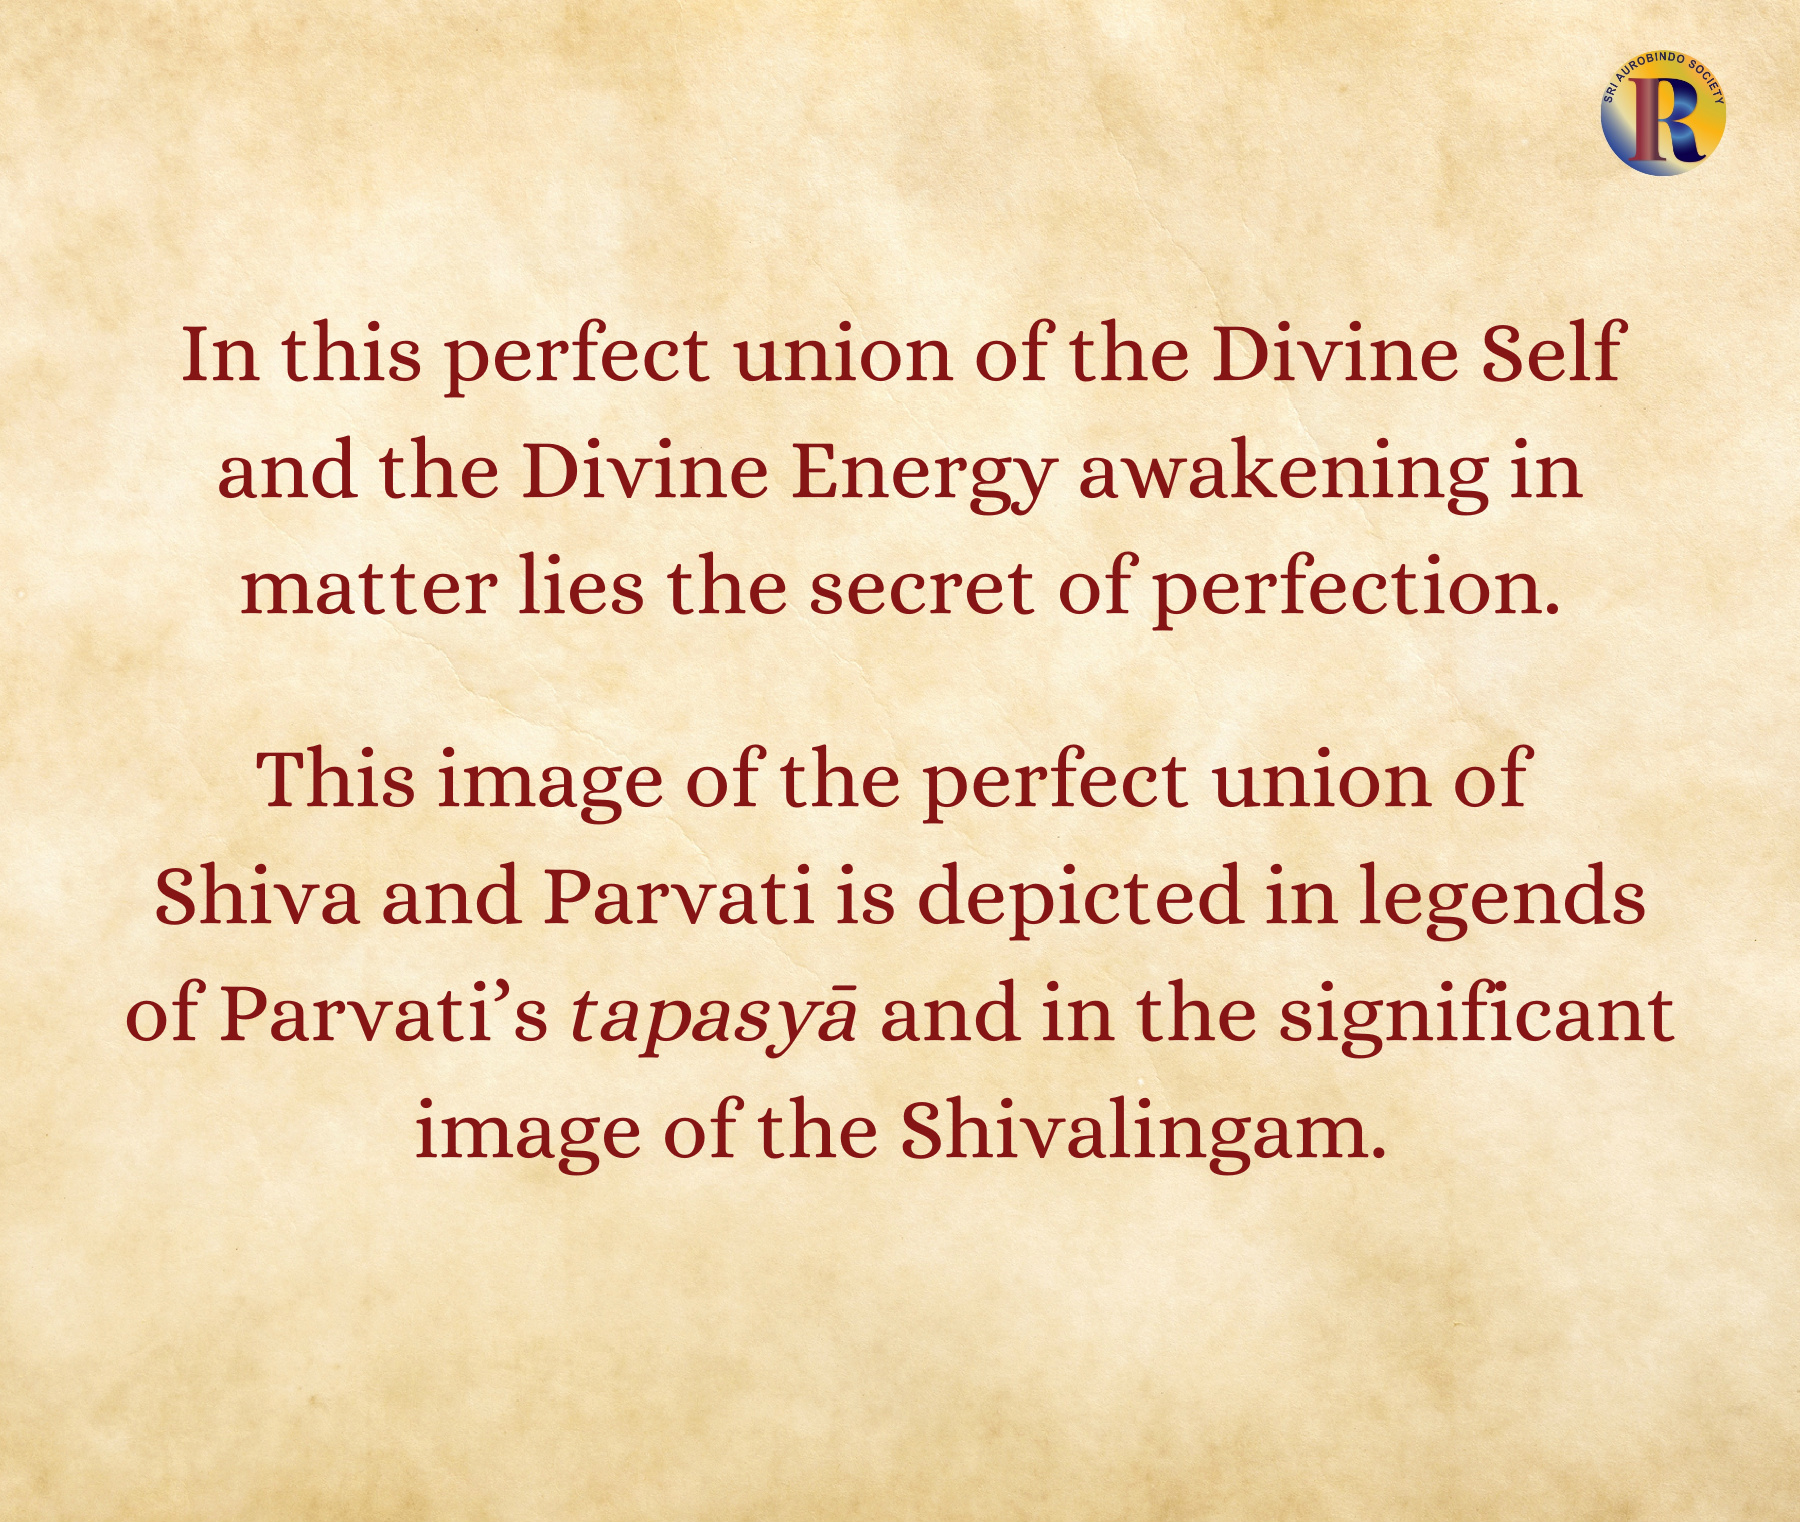 SRI AUROBINDO SOCIETY
R
In this perfect union of the Divine Self
and the Divine Energy awakening in
matter lies the secret of perfection.
This image of the perfect union of
Shiva and Parvati is depicted in legends
of Parvati’s tapasyā and in the significant
image of the Shivalingam.